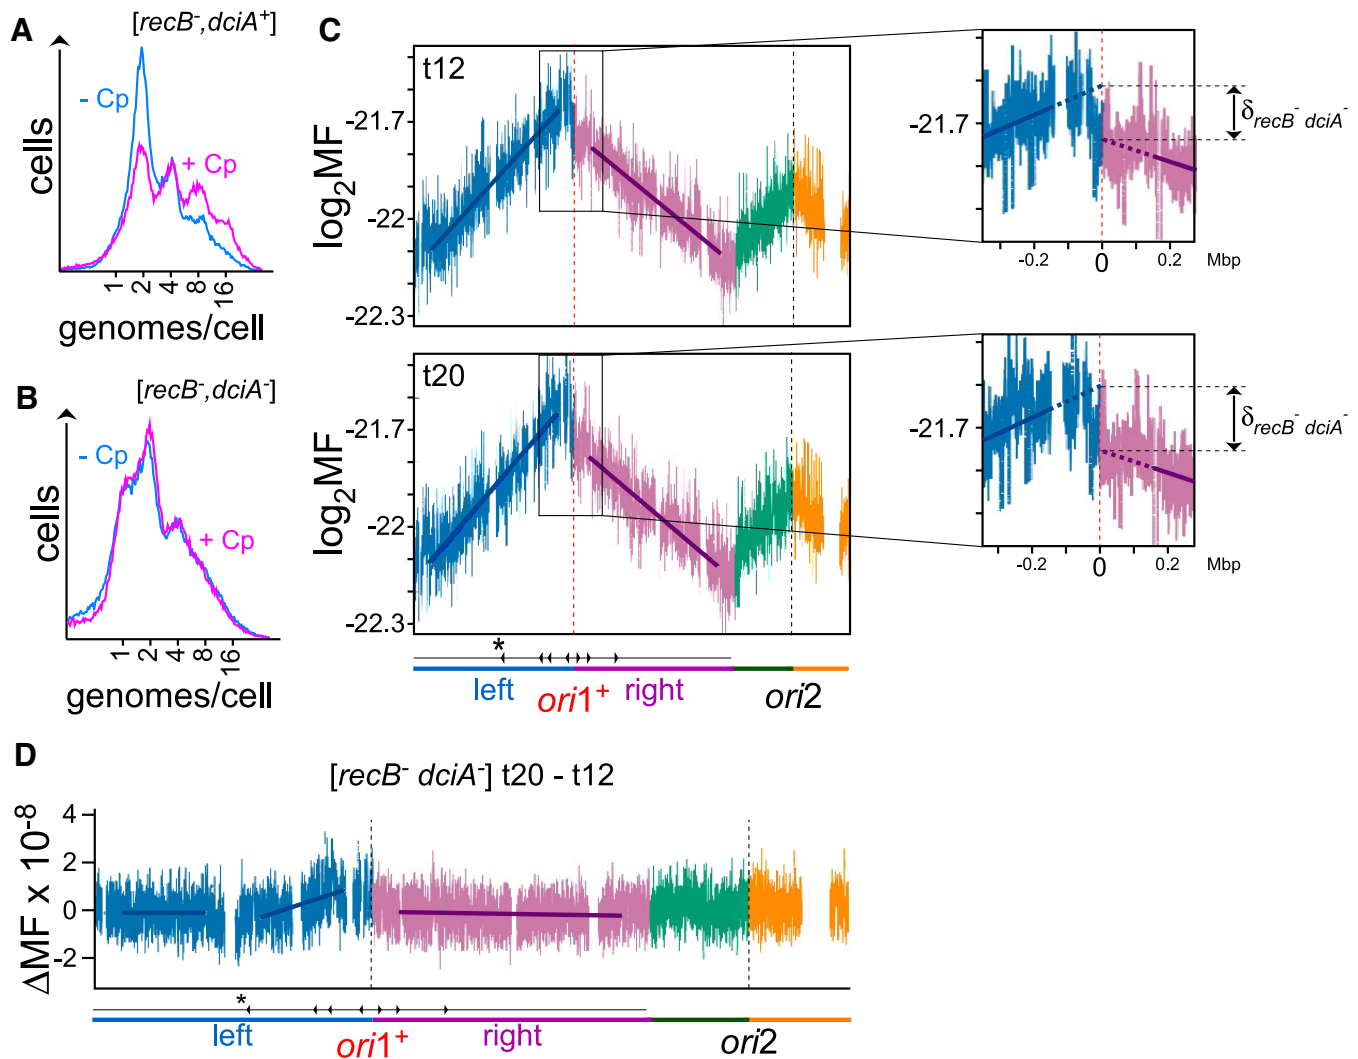 A
[recB⁻,dciA⁺]
- Cp
+ Cp
cells
1 2 4 8 16
genomes/cell
B
[recB⁻,dciA⁻]
- Cp
+ Cp
cells
1 2 4 8 16
genomes/cell
C
t12
log₂MF
-21.7
-22
-22.3
-21.7
δrecB⁻ dciA⁻
-0.2 0 0.2 Mbp
t20
log₂MF
-21.7
-22
-22.3
-21.7
δrecB⁻ dciA⁻
-0.2 0 0.2 Mbp
*
left ori1⁺ right ori2
D
[recB⁻ dciA⁻] t20 - t12
ΔMF x 10⁻⁸
4
2
0
-2
*
left ori1⁺ right ori2